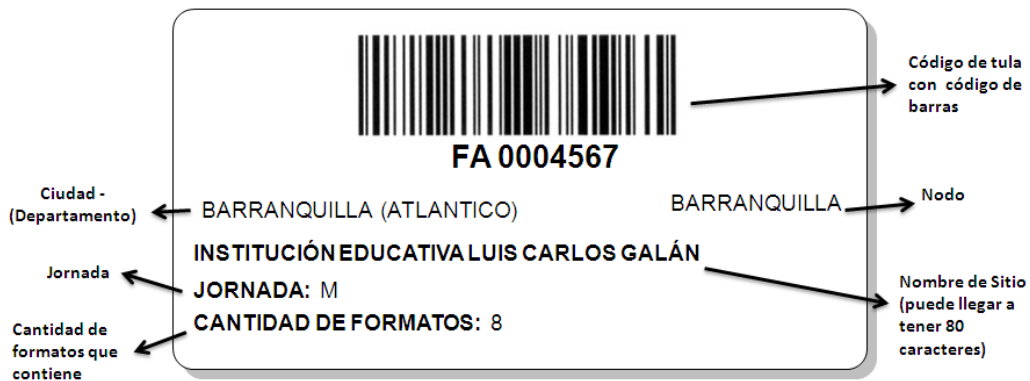 Código de tula
con código de
barras
FA 0004567
Ciudad -
(Departamento)
BARRANQUILLA (ATLANTICO)
BARRANQUILLA
Nodo
INSTITUCIÓN EDUCATIVA LUIS CARLOS GALÁN
Jornada
JORNADA: M
Nombre de Sitio
(puede llegar a
tener 80
caracteres)
CANTIDAD DE FORMATOS: 8
Cantidad de
formatos que
contiene